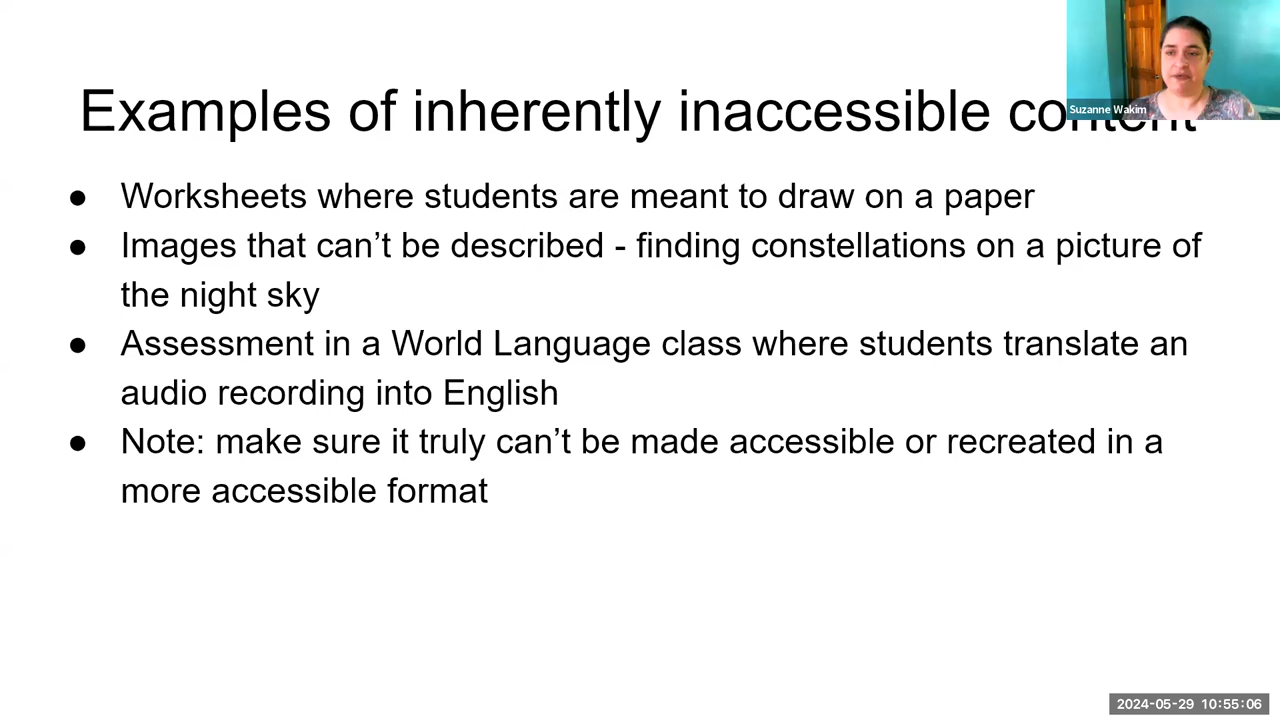 Examples of inherently inaccessible content
Suzanne Wakim
● Worksheets where students are meant to draw on a paper
● Images that can’t be described - finding constellations on a picture of
the night sky
● Assessment in a World Language class where students translate an
audio recording into English
● Note: make sure it truly can’t be made accessible or recreated in a
more accessible format
2024-05-29 10:55:06